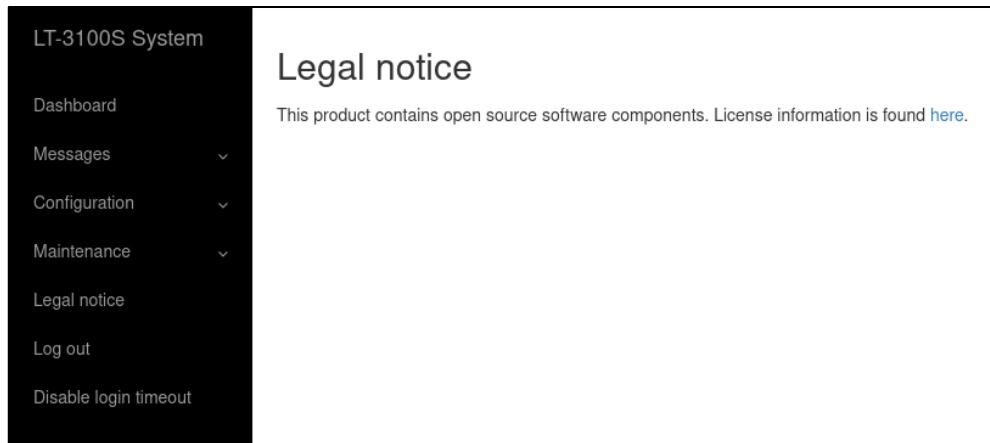 LT-3100S System
Dashboard
Messages
Configuration
Maintenance
Legal notice
Log out
Disable login timeout
Legal notice
This product contains open source software components. License information is found here.